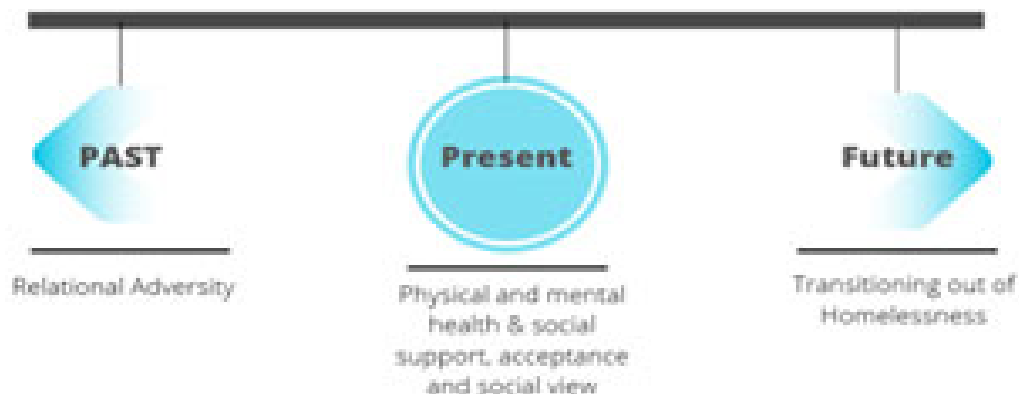 PAST
Relational Adversity
Present
Physical and mental
health & social
support, acceptance
and social view
Future
Transitioning out of
Homelessness